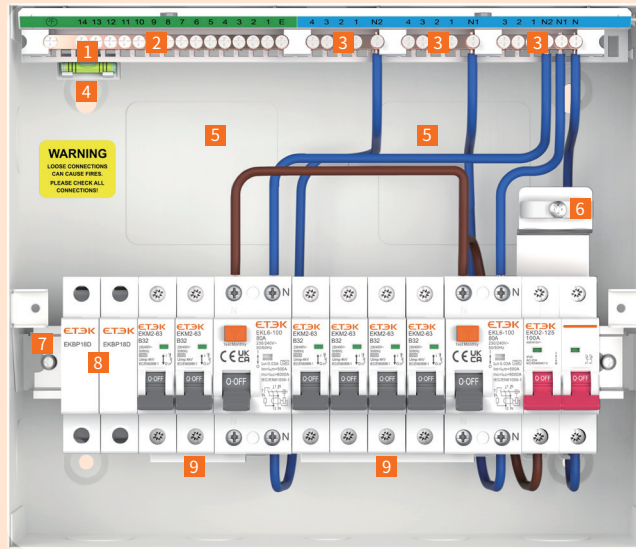 14 13 12 11 10 9 8 7 6 5 4 3 2 1 E
4 3 2 1 N2
4 3 2 1 N1
3 2 1 N2 N1 N
1
2
3
3
3
4
5
5
WARNING
LOOSE CONNECTIONS
CAN CAUSE FIRES.
PLEASE CHECK ALL
CONNECTIONS!
6
7
8
9
9
N
N
ETEK
EKBP18D
ETEK
EKBP18D
ETEK
EKM2-63
B32
O-OFF
ETEK
EKM2-63
B32
O-OFF
CE UK CA
O-OFF
ETEK
EKL6-100
80A
N
ETEK
EKM2-63
B32
O-OFF
ETEK
EKM2-63
B32
O-OFF
ETEK
EKM2-63
B32
O-OFF
ETEK
EKM2-63
B32
O-OFF
CE UK CA
O-OFF
ETEK
EKL6-100
80A
N
ETEK
EKD2-125
100A
O-OFF
O-OFF